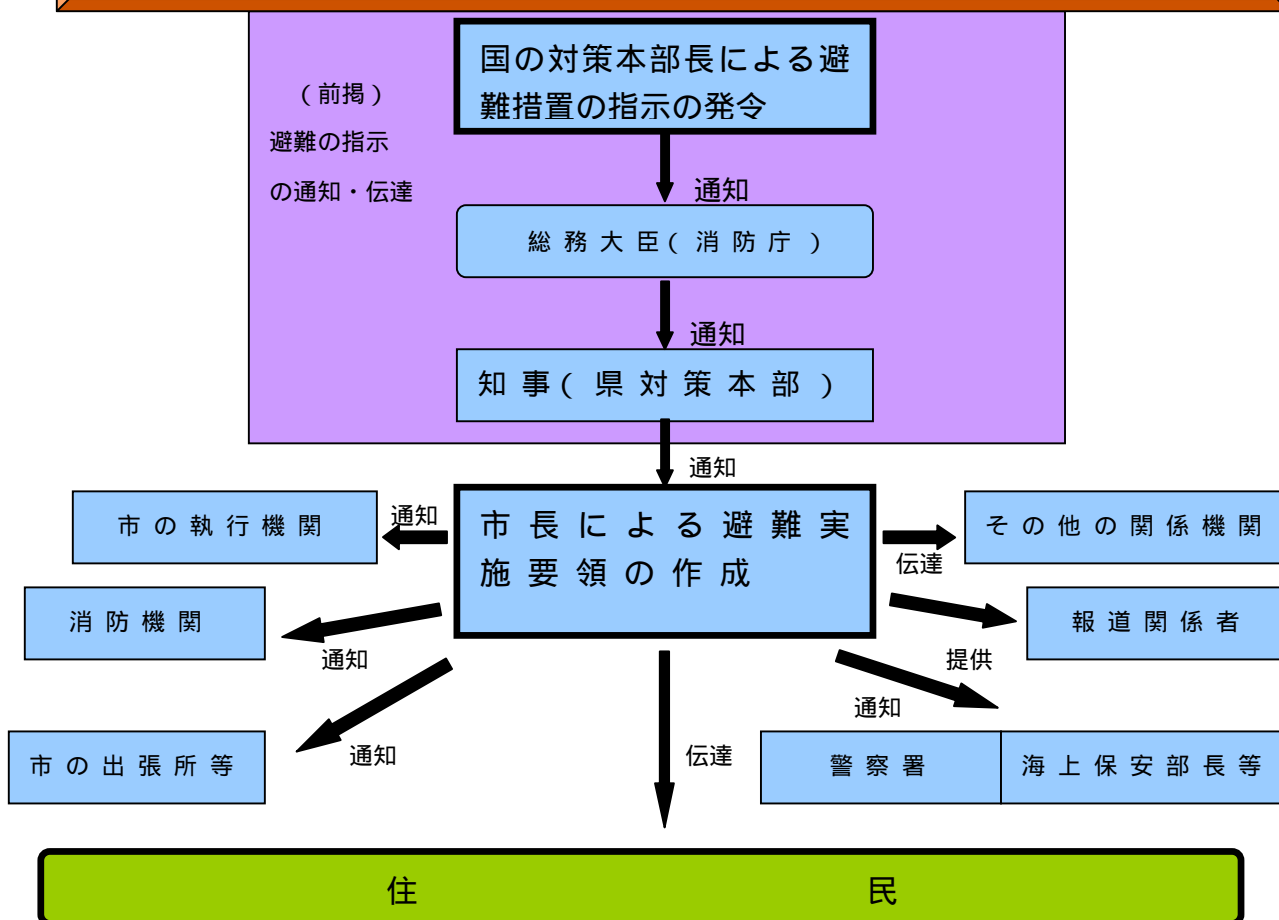 国の対策本部長による避
難措置の指示の発令
(前掲)
避難の指示
の通知・伝達
通知
総務大臣(消防庁)
通知
知事(県対策本部)
通知
市の執行機関
通知
市長による避難実
施要領の作成
その他の関係機関
伝達
消防機関
通知
報道関係者
提供
市の出張所等
通知
伝達
通知
警察署
海上保安部長等
住民